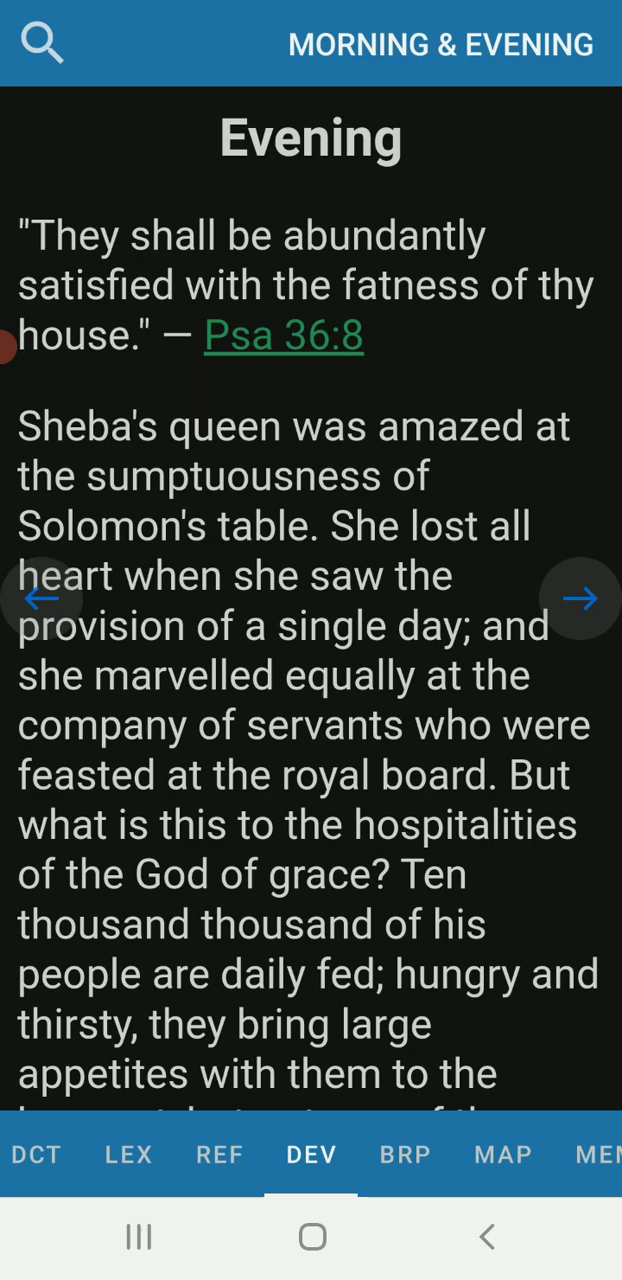 MORNING & EVENING
Evening
"They shall be abundantly
satisfied with the fatness of thy
house." — Psa 36:8
Sheba's queen was amazed at
the sumptuousness of
Solomon's table. She lost all
heart when she saw the
provision of a single day; and
she marvelled equally at the
company of servants who were
feasted at the royal board. But
what is this to the hospitalities
of the God of grace? Ten
thousand thousand of his
people are daily fed; hungry and
thirsty, they bring large
appetites with them to the
DCT LEX REF DEV BRP MAP